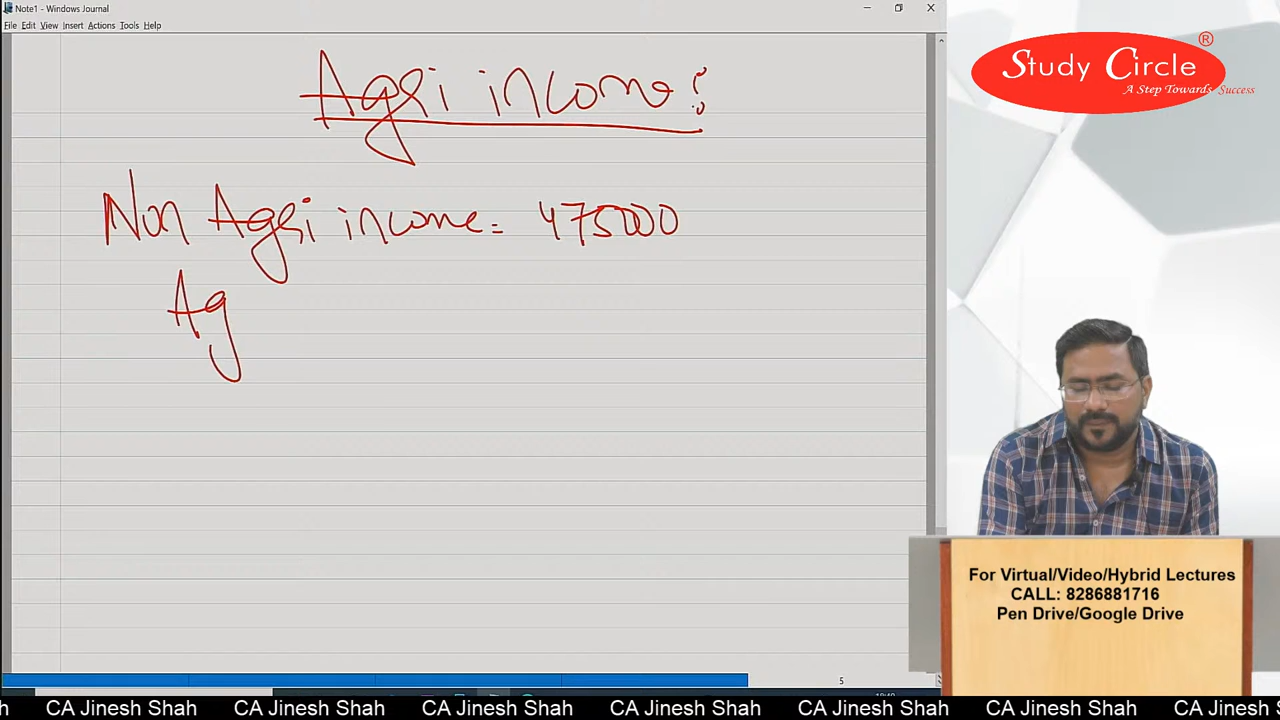 Note1 - Windows Journal
File Edit View Insert Actions Tools Help
Agri income:
Non Agri income = 475000
Ag
5
Study Circle ®
A Step Towards Success
For Virtual/Video/Hybrid Lectures
CALL: 8286881716
Pen Drive/Google Drive
h CA Jinesh Shah CA Jinesh Shah CA Jinesh Shah CA Jinesh Shah CA Jinesh Shah CA Jinesh Shah CA Jinesh S